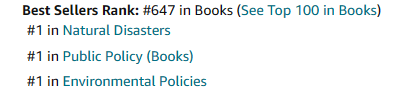 Best Sellers Rank: #647 in Books (See Top 100 in Books)
#1 in Natural Disasters
#1 in Public Policy (Books)
#1 in Environmental Policies